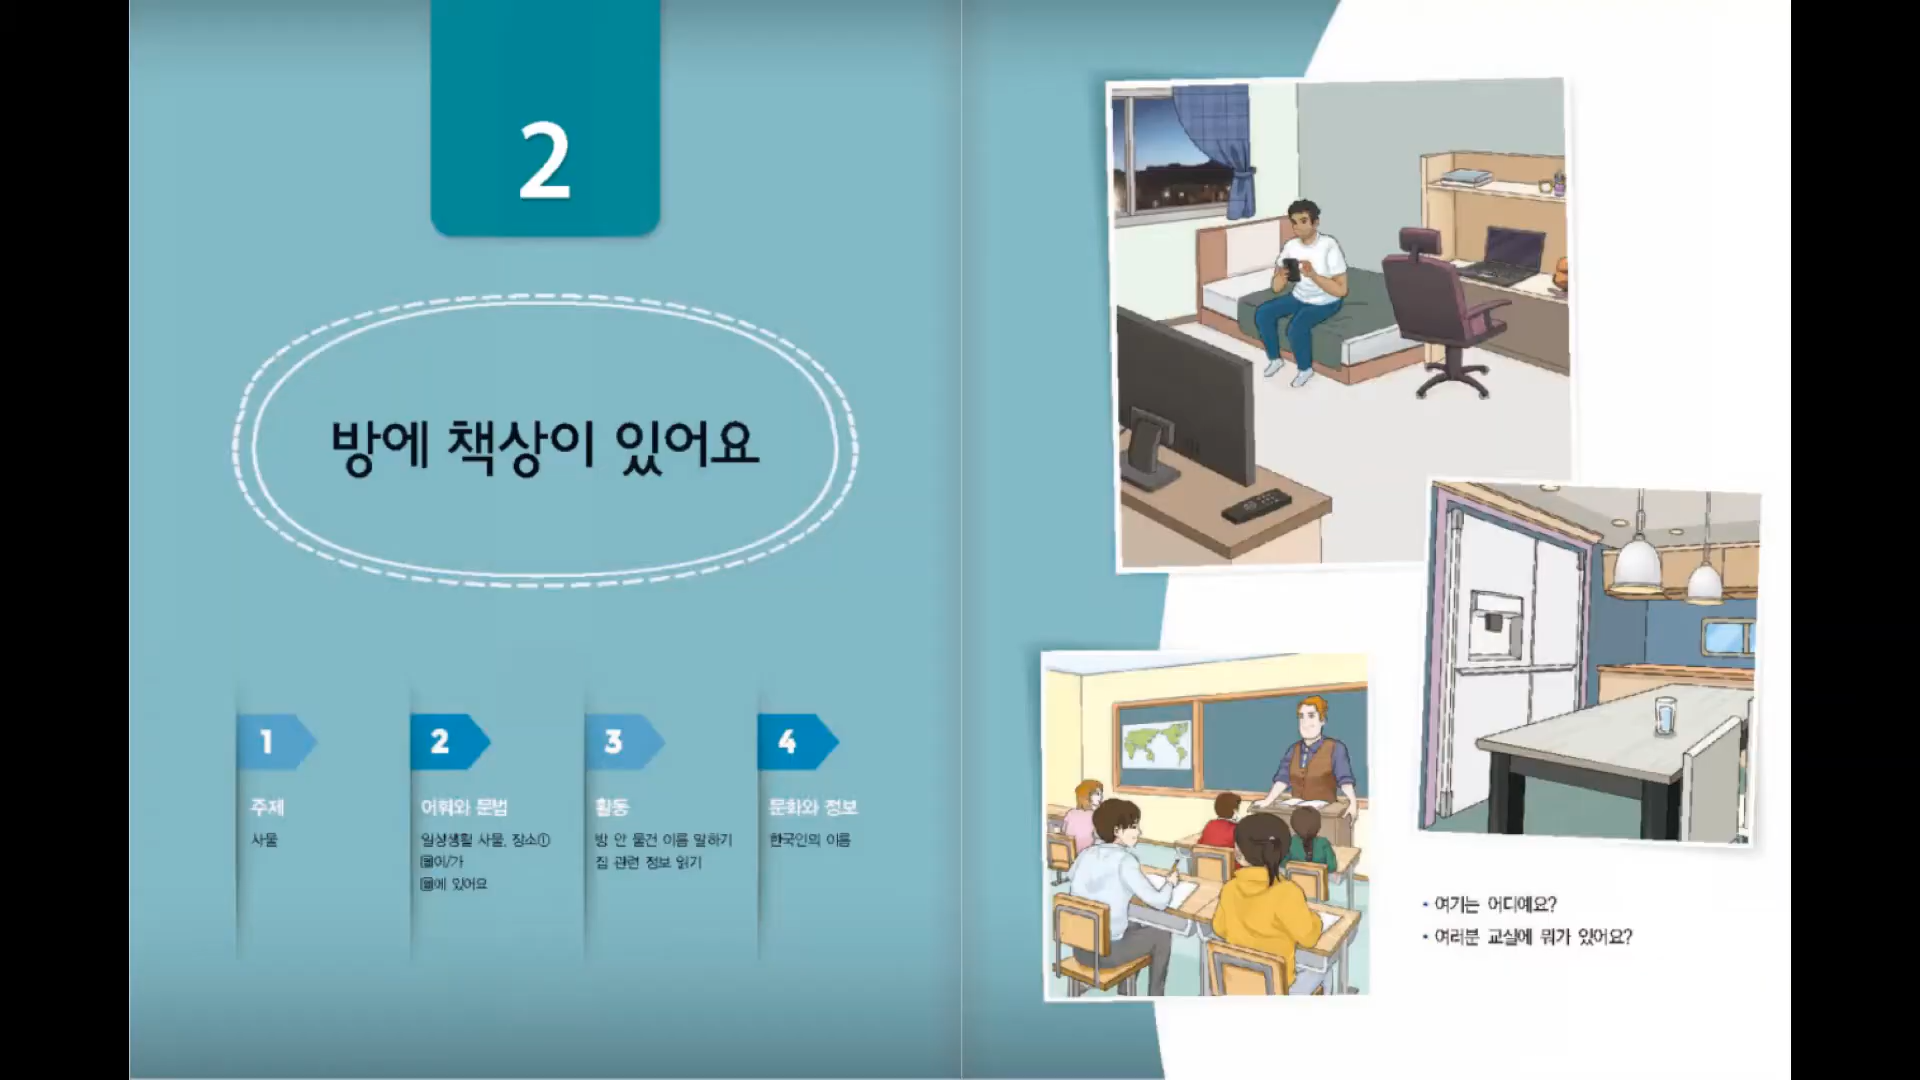 2
방에 책상이 있어요
1
주제
사물
2
어휘와 문법
일상생활 사물, 장소①
명이/가
명에 있어요
3
활동
방 안 물건 이름 말하기
집 관련 정보 읽기
4
문화와 정보
한국인의 이름
• 여기는 어디예요?
• 여러분 교실에 뭐가 있어요?